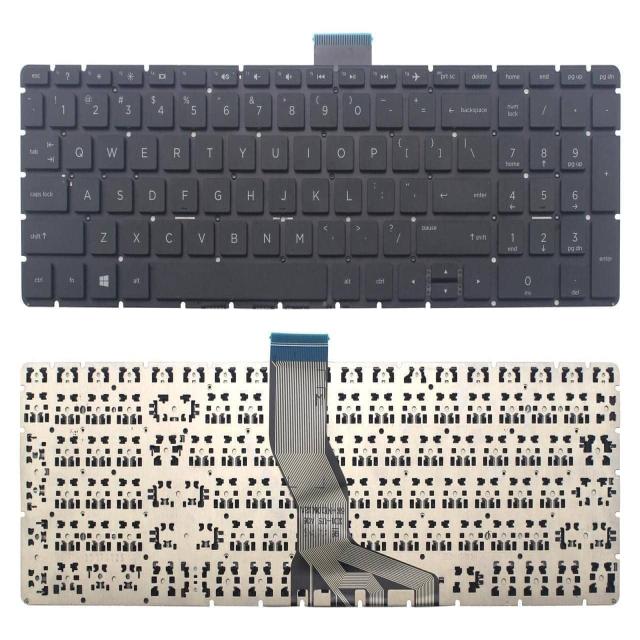 esc ? prt sc delete home end pg up pg dn
~ ` ! 1 @ 2 # 3 $ 4 % 5 ^ 6 & 7 * 8 ( 9 ) 0 _ - + = ← backspace num lock / * -
tab Q W E R T Y U I O P { [ } ] | \ 7 home 8 ↑ 9 pg up +
caps lock A S D F G H J K L : ; " ' ← enter 4 ← 5 6 →
shift ↑ Z X C V B N M < , > . ? / pause ↑ shift 1 end 2 ↓ 3 pg dn enter
ctrl fn alt alt ctrl ◂ ▴ ▾ ▸ 0 ins . del